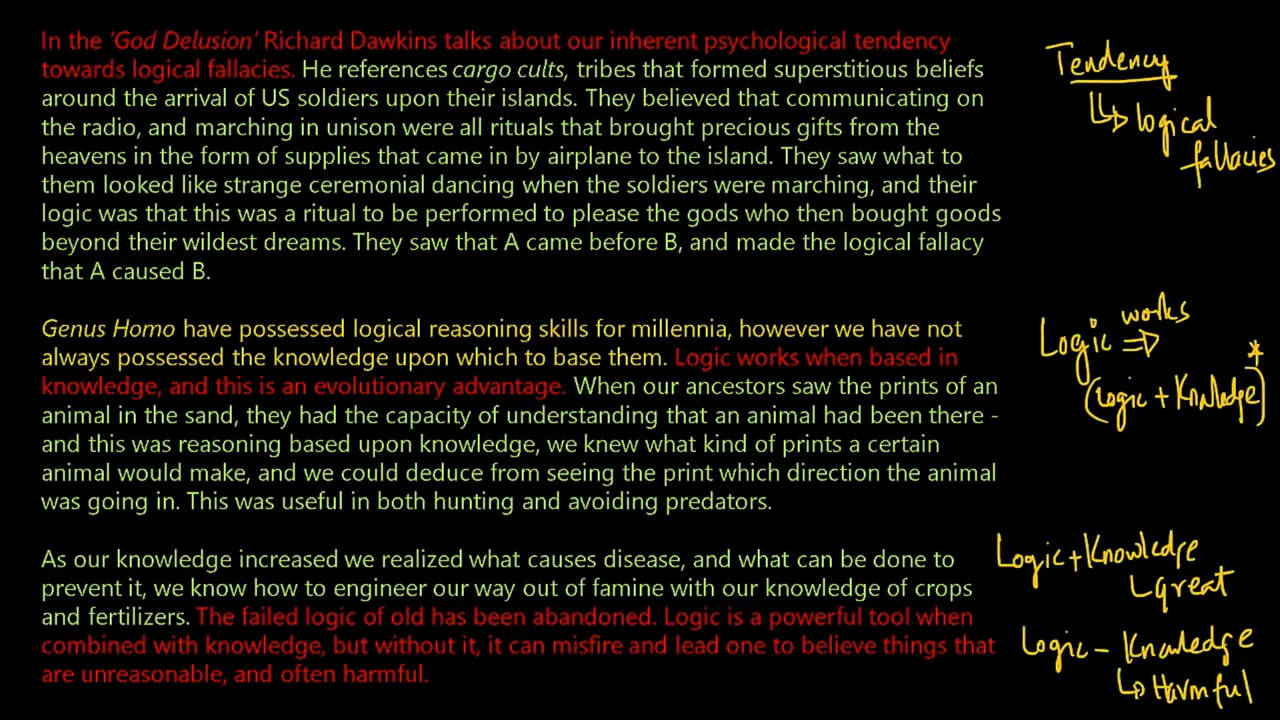 In the 'God Delusion' Richard Dawkins talks about our inherent psychological tendency
towards logical fallacies. He references cargo cults, tribes that formed superstitious beliefs
around the arrival of US soldiers upon their islands. They believed that communicating on
the radio, and marching in unison were all rituals that brought precious gifts from the
heavens in the form of supplies that came in by airplane to the island. They saw what to
them looked like strange ceremonial dancing when the soldiers were marching, and their
logic was that this was a ritual to be performed to please the gods who then bought goods
beyond their wildest dreams. They saw that A came before B, and made the logical fallacy
that A caused B.
Genus Homo have possessed logical reasoning skills for millennia, however we have not
always possessed the knowledge upon which to base them. Logic works when based in
knowledge, and this is an evolutionary advantage. When our ancestors saw the prints of an
animal in the sand, they had the capacity of understanding that an animal had been there -
and this was reasoning based upon knowledge, we knew what kind of prints a certain
animal would make, and we could deduce from seeing the print which direction the animal
was going in. This was useful in both hunting and avoiding predators.
As our knowledge increased we realized what causes disease, and what can be done to
prevent it, we know how to engineer our way out of famine with our knowledge of crops
and fertilizers. The failed logic of old has been abandoned. Logic is a powerful tool when
combined with knowledge, but without it, it can misfire and lead one to believe things that
are unreasonable, and often harmful.
Tendency
↳ logical
fallacies
Logic works ⇒
(Logic + Knowledge)*
Logic + Knowledge
↳ great
Logic - Knowledge
↳ Harmful